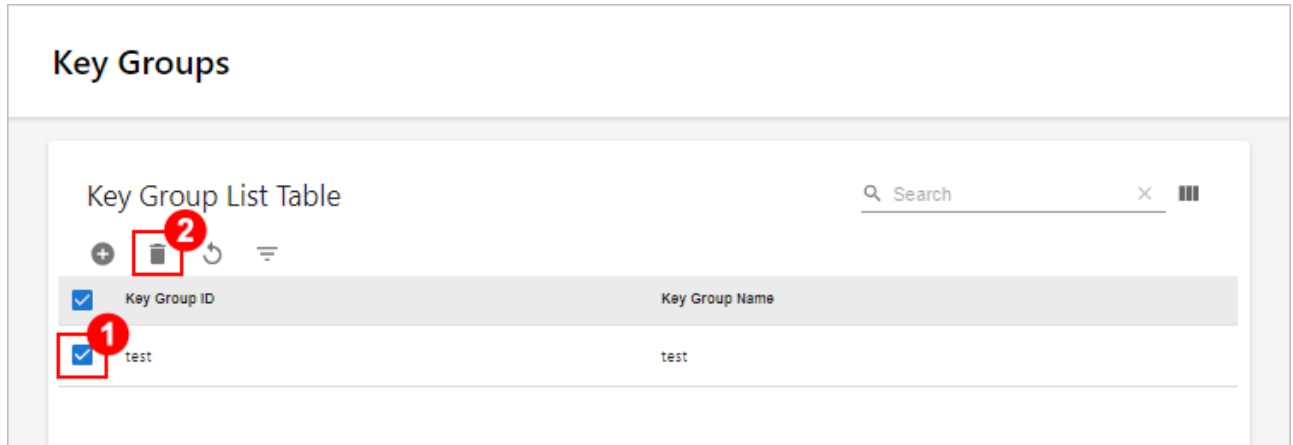 Key Groups
Key Group List Table
Search
2
Key Group ID Key Group Name
1
test test